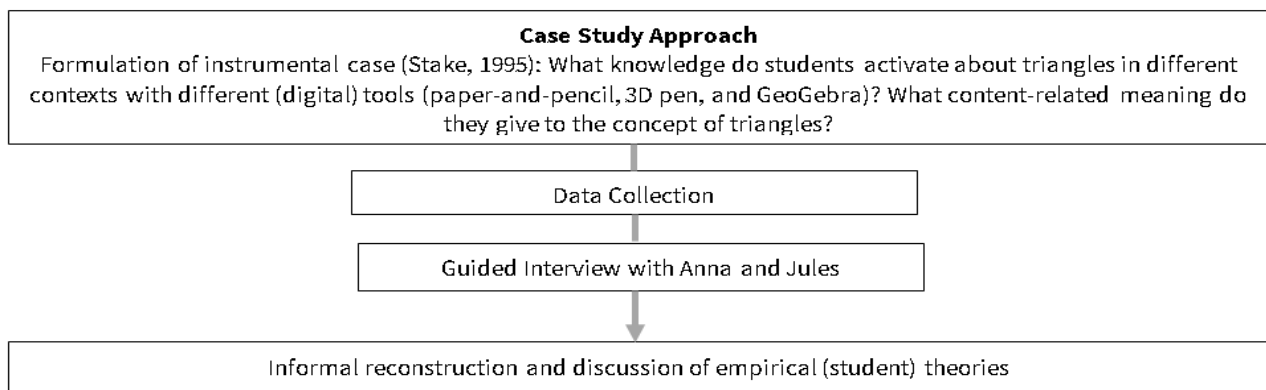 Case Study Approach
Formulation of instrumental case (Stake, 1995): What knowledge do students activate about triangles in different
contexts with different (digital) tools (paper-and-pencil, 3D pen, and GeoGebra)? What content-related meaning do
they give to the concept of triangles?
Data Collection
Guided Interview with Anna and Jules
Informal reconstruction and discussion of empirical (student) theories